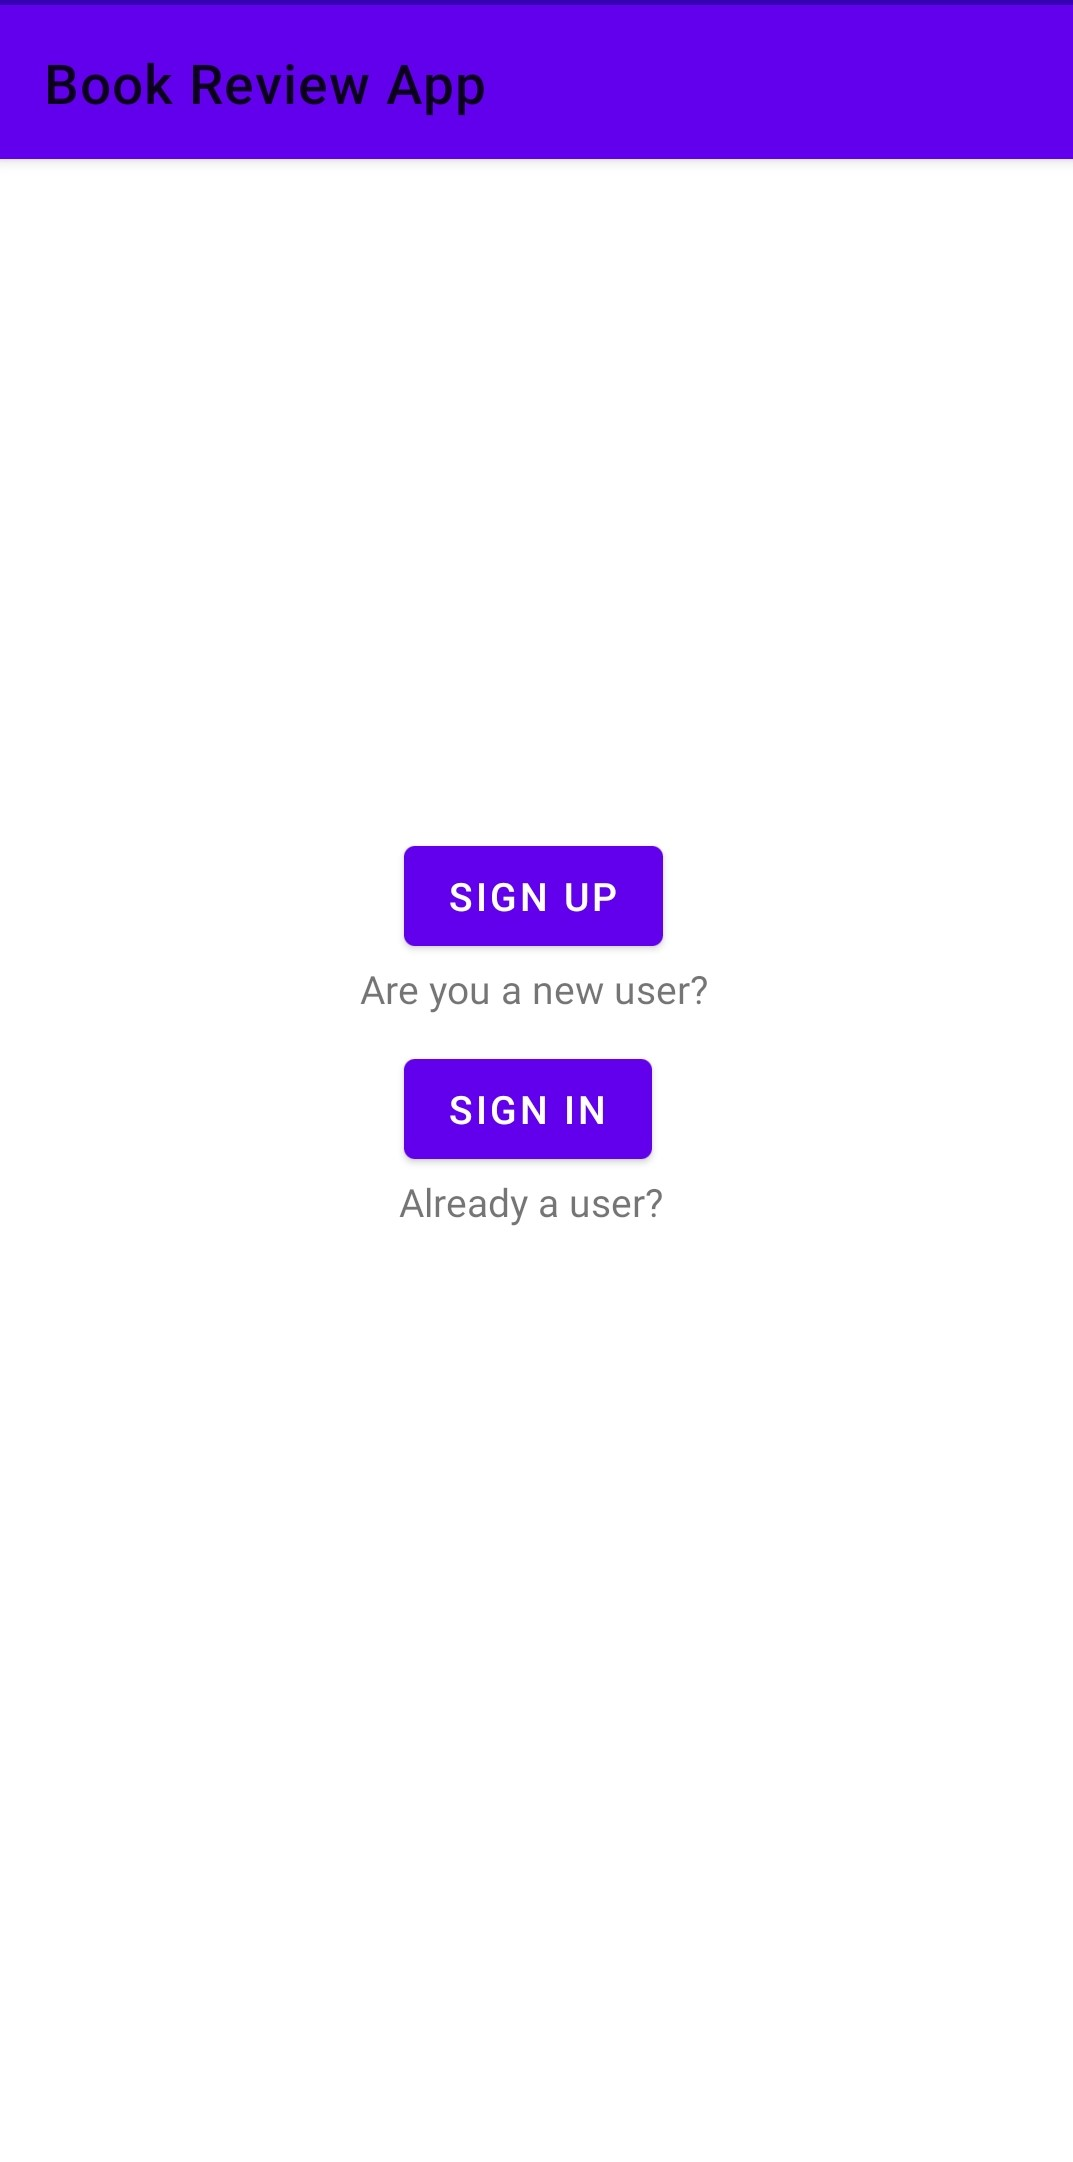 Book Review App
SIGN UP
Are you a new user?
SIGN IN
Already a user?